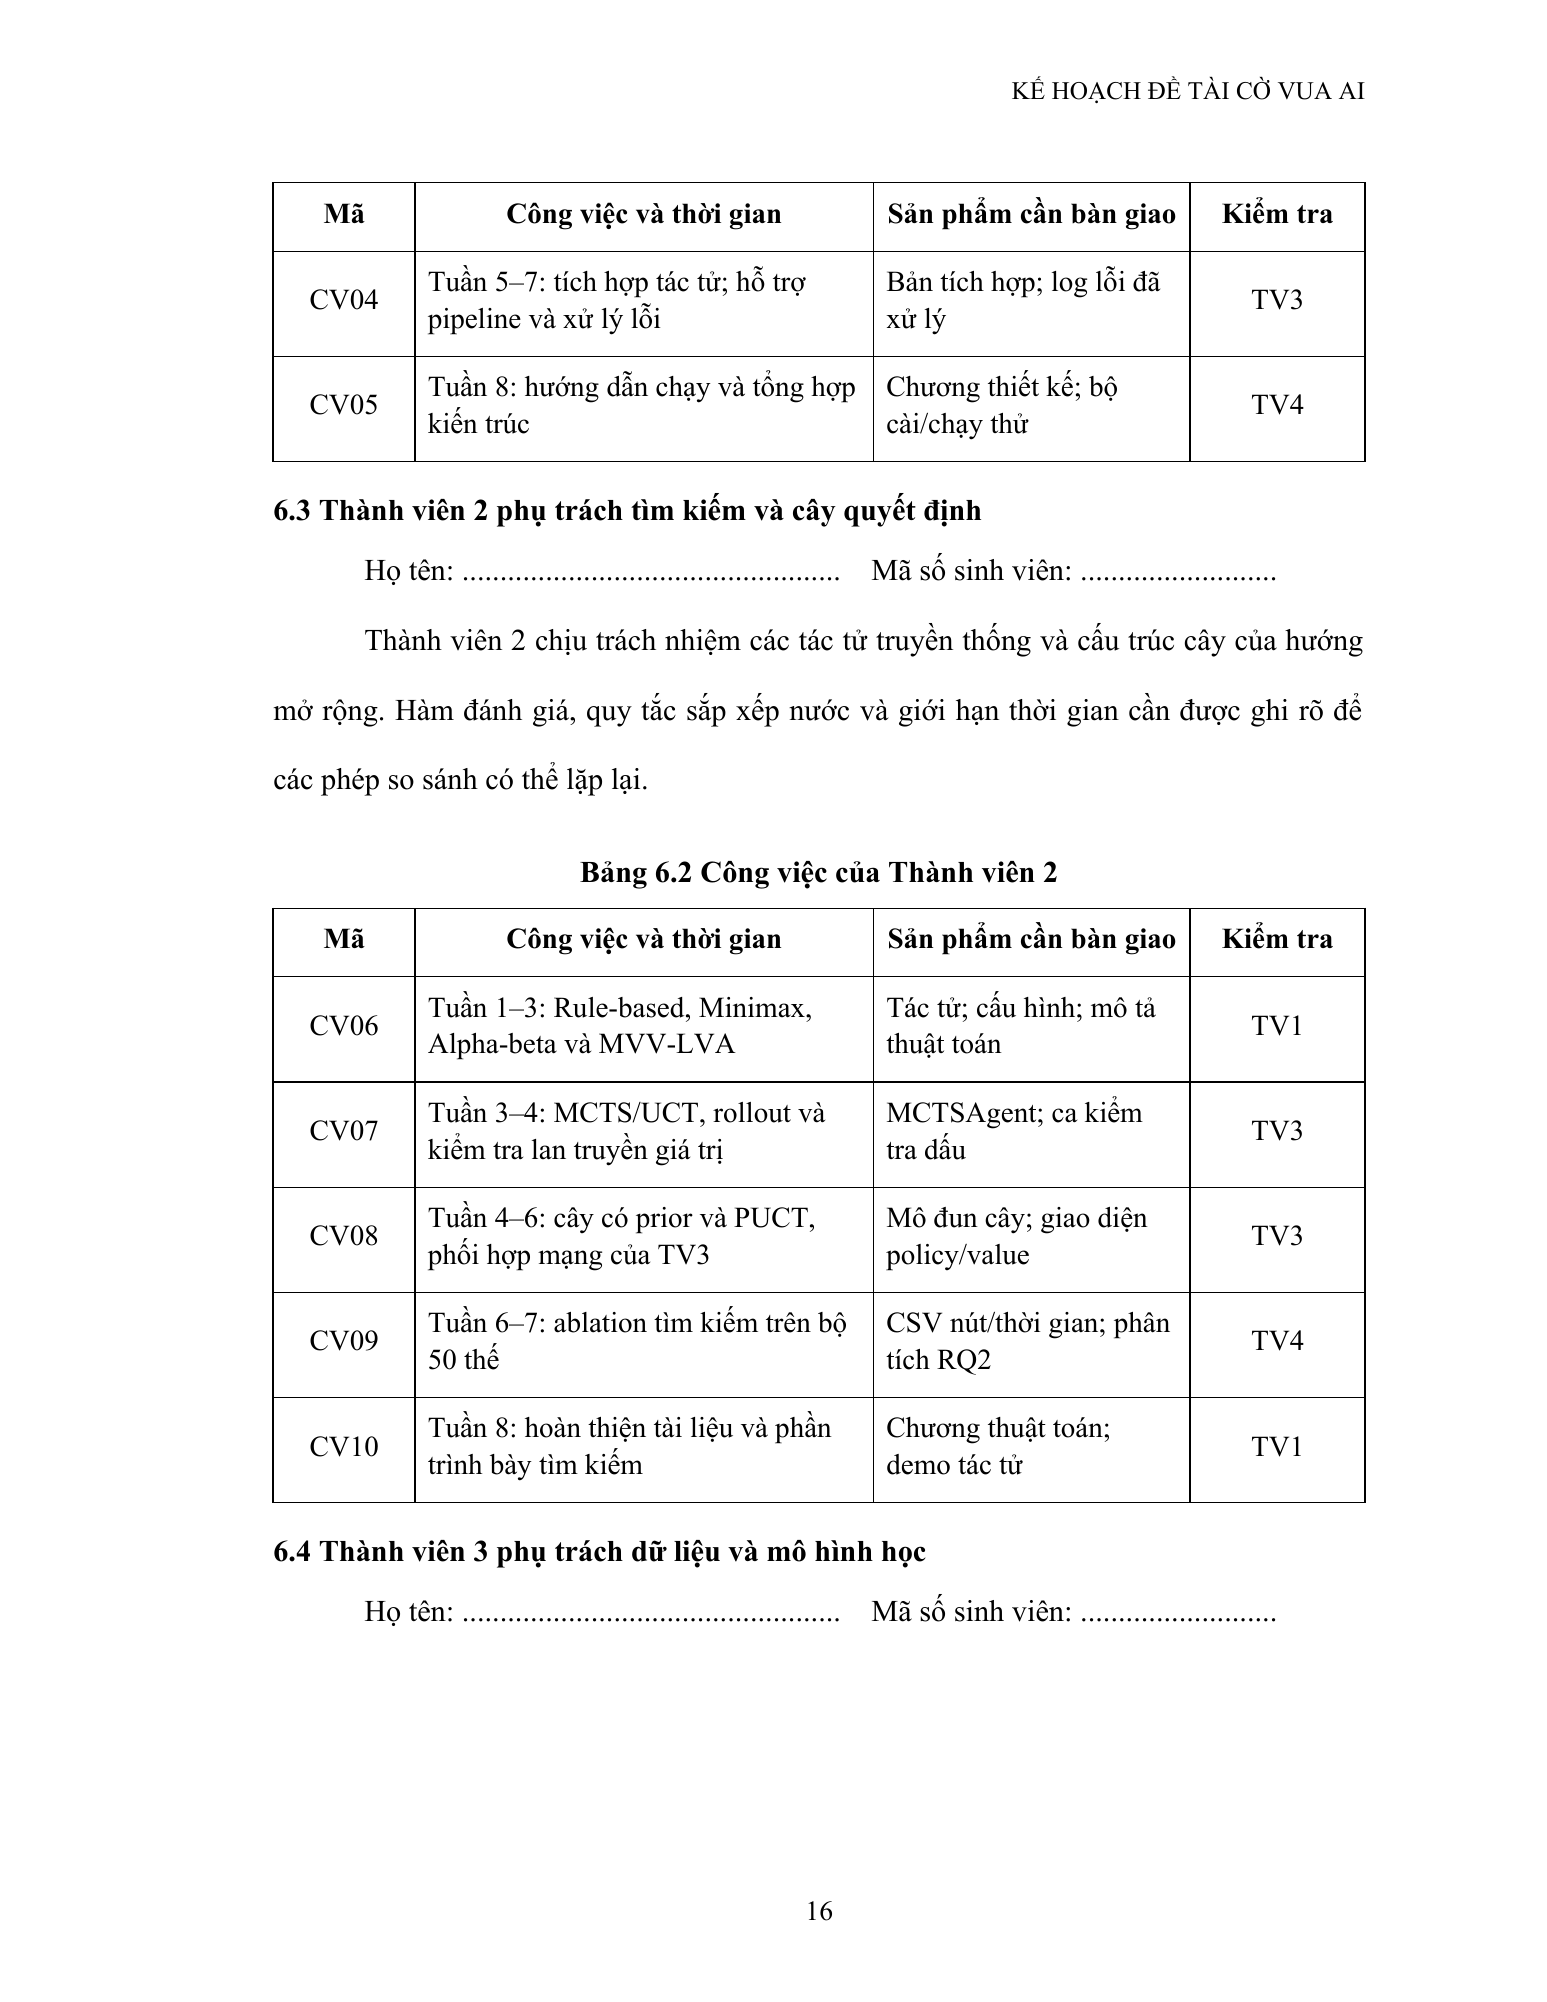 KẾ HOẠCH ĐỀ TÀI CỜ VUA AI
Mã Công việc và thời gian Sản phẩm cần bàn giao Kiểm tra
CV04 Tuần 5–7: tích hợp tác tử; hỗ trợ pipeline và xử lý lỗi Bản tích hợp; log lỗi đã xử lý TV3
CV05 Tuần 8: hướng dẫn chạy và tổng hợp kiến trúc Chương thiết kế; bộ cài/chạy thử TV4
6.3 Thành viên 2 phụ trách tìm kiếm và cây quyết định
Họ tên: .................................................. Mã số sinh viên: ..........................
Thành viên 2 chịu trách nhiệm các tác tử truyền thống và cấu trúc cây của hướng
mở rộng. Hàm đánh giá, quy tắc sắp xếp nước và giới hạn thời gian cần được ghi rõ để
các phép so sánh có thể lặp lại.
Bảng 6.2 Công việc của Thành viên 2
Mã Công việc và thời gian Sản phẩm cần bàn giao Kiểm tra
CV06 Tuần 1–3: Rule-based, Minimax, Alpha-beta và MVV-LVA Tác tử; cấu hình; mô tả thuật toán TV1
CV07 Tuần 3–4: MCTS/UCT, rollout và kiểm tra lan truyền giá trị MCTSAgent; ca kiểm tra dấu TV3
CV08 Tuần 4–6: cây có prior và PUCT, phối hợp mạng của TV3 Mô đun cây; giao diện policy/value TV3
CV09 Tuần 6–7: ablation tìm kiếm trên bộ 50 thế CSV nút/thời gian; phân tích RQ2 TV4
CV10 Tuần 8: hoàn thiện tài liệu và phần trình bày tìm kiếm Chương thuật toán; demo tác tử TV1
6.4 Thành viên 3 phụ trách dữ liệu và mô hình học
Họ tên: .................................................. Mã số sinh viên: ..........................
16